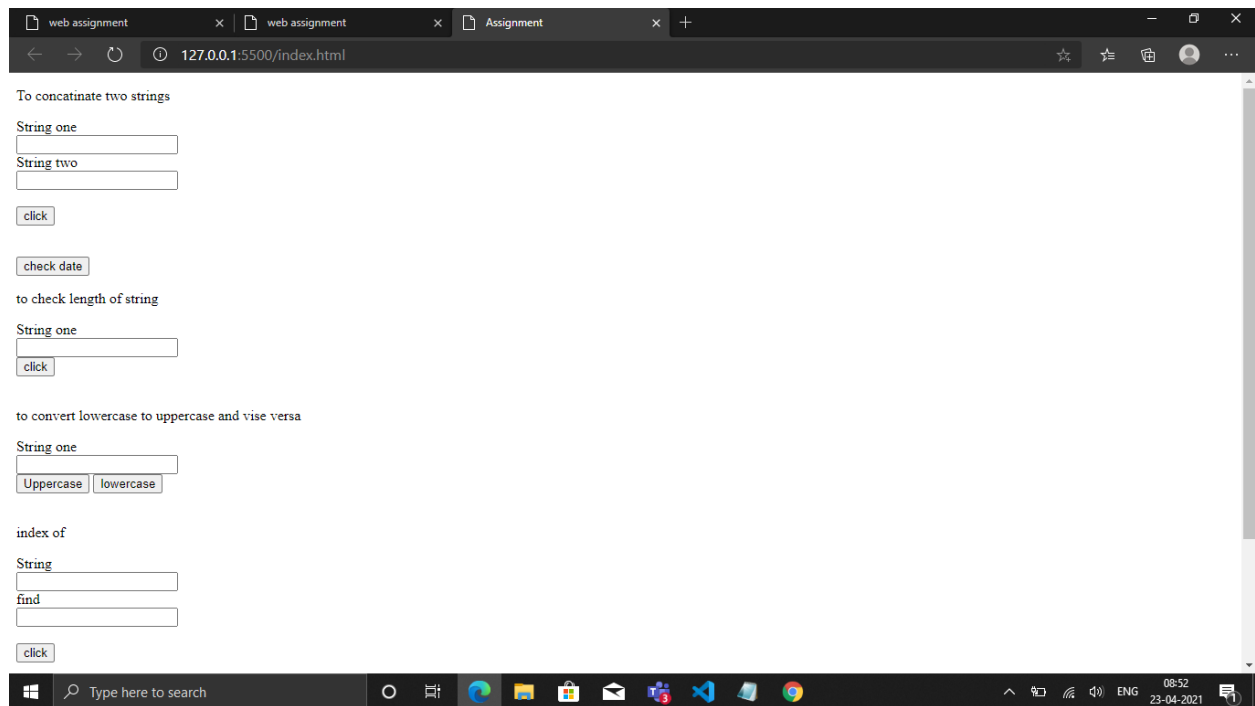 web assignment
web assignment
Assignment
127.0.0.1:5500/index.html
To concatinate two strings
String one
String two
click
check date
to check length of string
String one
click
to convert lowercase to uppercase and vise versa
String one
Uppercase lowercase
index of
String
find
click
Type here to search
3
ENG
08:52
23-04-2021
1